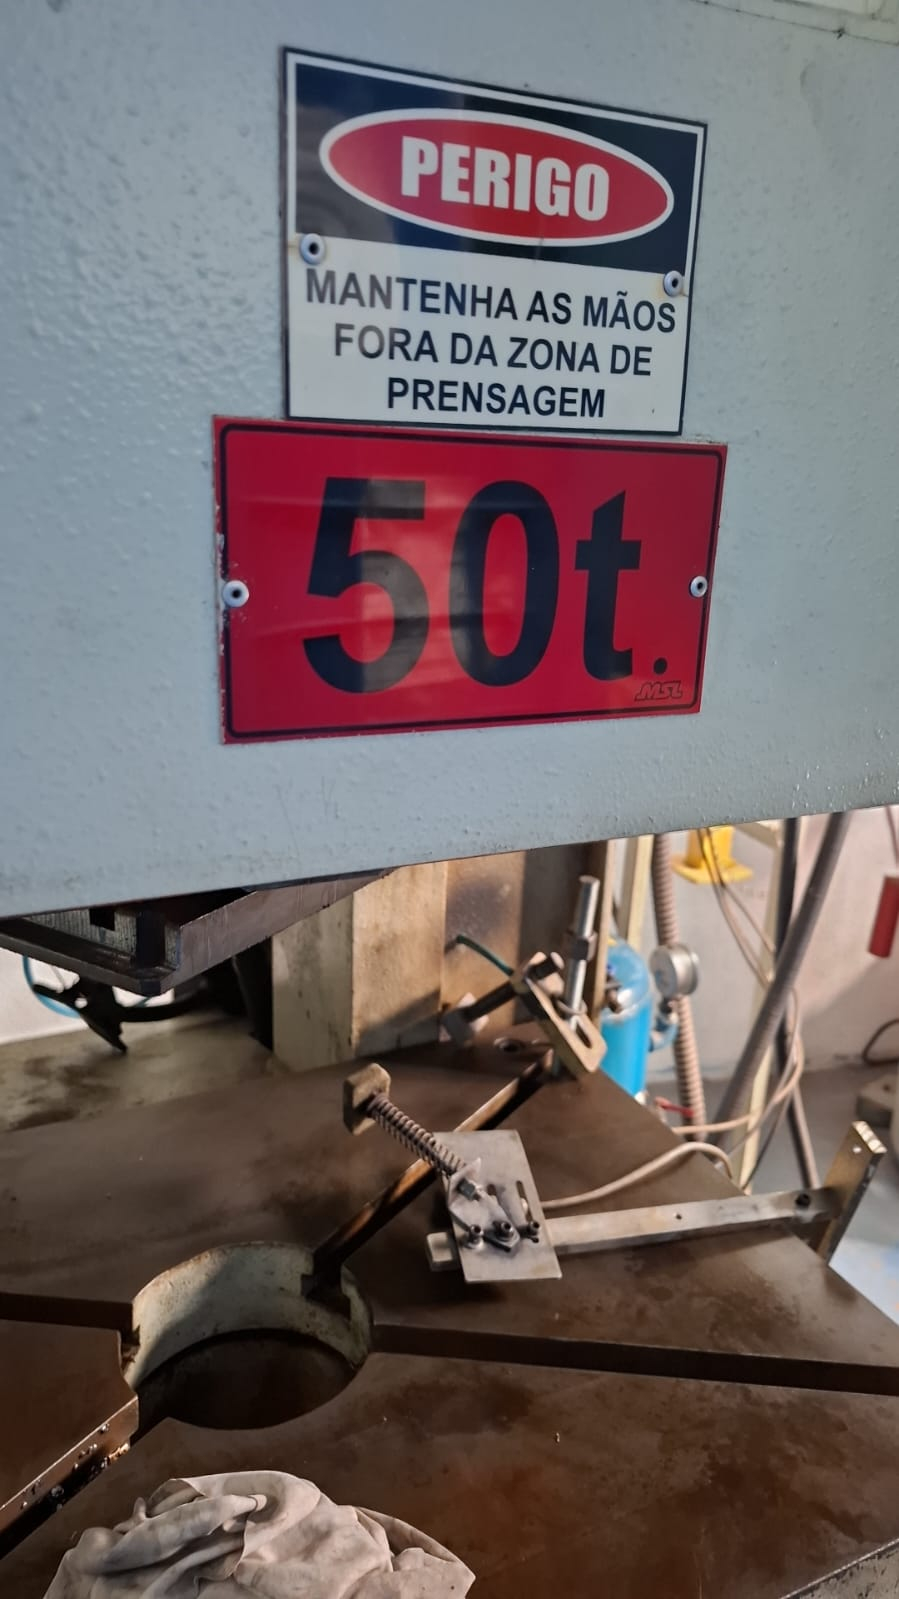 PERIGO
MANTENHA AS MÃOS
FORA DA ZONA DE
PRENSAGEM
50t.
MSL